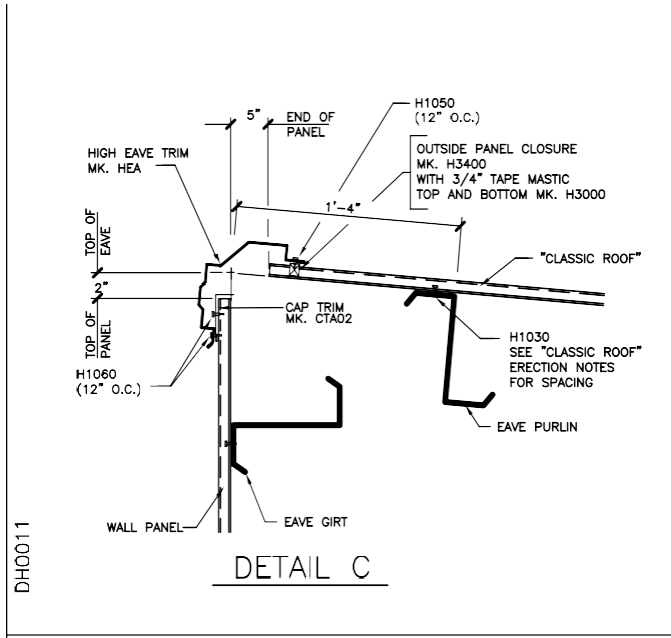 H1050
(12" O.C.)
5"
END OF
PANEL
OUTSIDE PANEL CLOSURE
MK. H3400
WITH 3/4" TAPE MASTIC
TOP AND BOTTOM MK. H3000
HIGH EAVE TRIM
MK. HEA
1'-4"
TOP OF
EAVE
"CLASSIC ROOF"
2"
CAP TRIM
MK. CTA02
TOP OF
PANEL
H1030
SEE "CLASSIC ROOF"
ERECTION NOTES
FOR SPACING
H1060
(12" O.C.)
EAVE PURLIN
WALL PANEL
EAVE GIRT
DETAIL C
DH0011